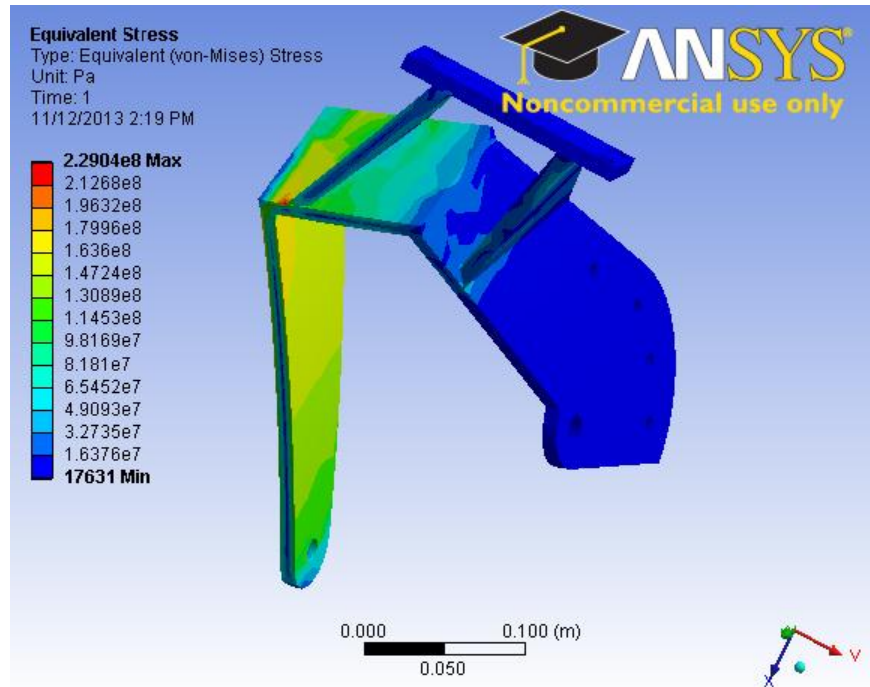 Equivalent Stress
Type: Equivalent (von-Mises) Stress
Unit: Pa
Time: 1
11/12/2013 2:19 PM
2.2904e8 Max
2.1268e8
1.9632e8
1.7996e8
1.636e8
1.4724e8
1.3089e8
1.1453e8
9.8169e7
8.181e7
6.5452e7
4.9093e7
3.2735e7
1.6376e7
17631 Min
ANSYS®
Noncommercial use only
0.000 0.100 (m)
0.050
X